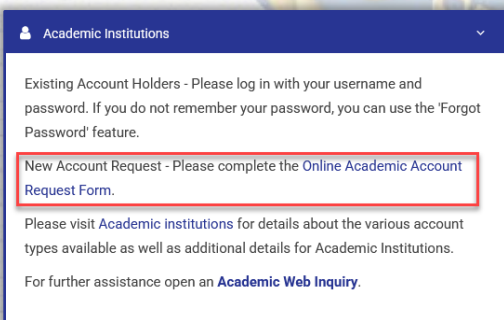 Academic Institutions
Existing Account Holders - Please log in with your username and
password. If you do not remember your password, you can use the 'Forgot
Password' feature.
New Account Request - Please complete the Online Academic Account
Request Form.
Please visit Academic institutions for details about the various account
types available as well as additional details for Academic Institutions.
For further assistance open an Academic Web Inquiry.